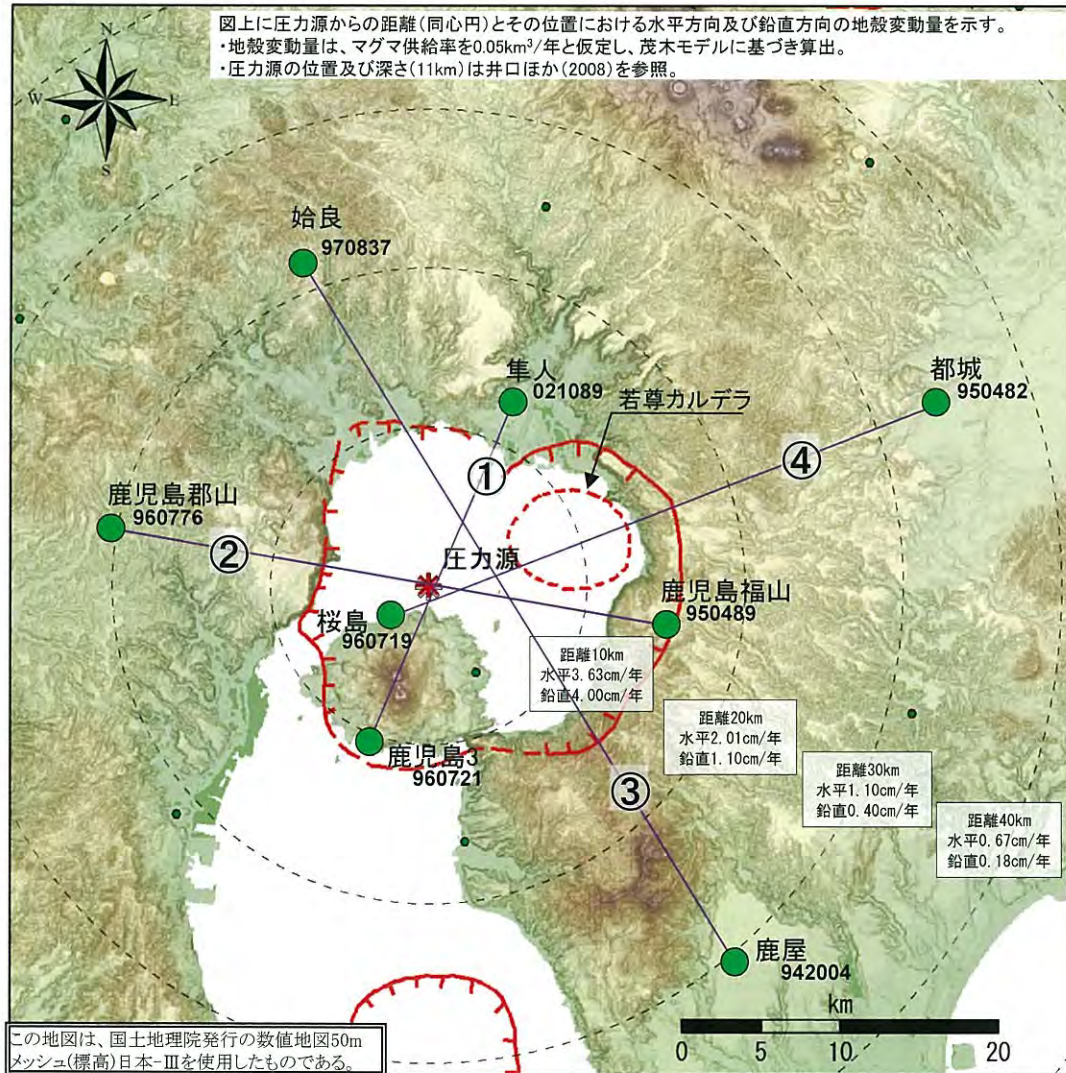 図上に圧力源からの距離(同心円)とその位置における水平方向及び鉛直方向の地殻変動量を示す。
・地殻変動量は、マグマ供給率を0.05km³/年と仮定し、茂木モデルに基づき算出。
・圧力源の位置及び深さ(11km)は井口ほか(2008)を参照。
N
W
E
S
姶良
970837
隼人
021089
若尊カルデラ
都城
950482
①
④
鹿児島郡山
960776
②
圧力源
鹿児島福山
950489
桜島
960719
距離10km
水平3.63cm/年
鉛直4.00cm/年
距離20km
水平2.01cm/年
鉛直1.10cm/年
鹿児島3
960721
③
距離30km
水平1.10cm/年
鉛直0.40cm/年
距離40km
水平0.67cm/年
鉛直0.18cm/年
鹿屋
942004
km
0 5 10 20
この地図は、国土地理院発行の数値地図50m
メッシュ(標高)日本-Ⅲを使用したものである。